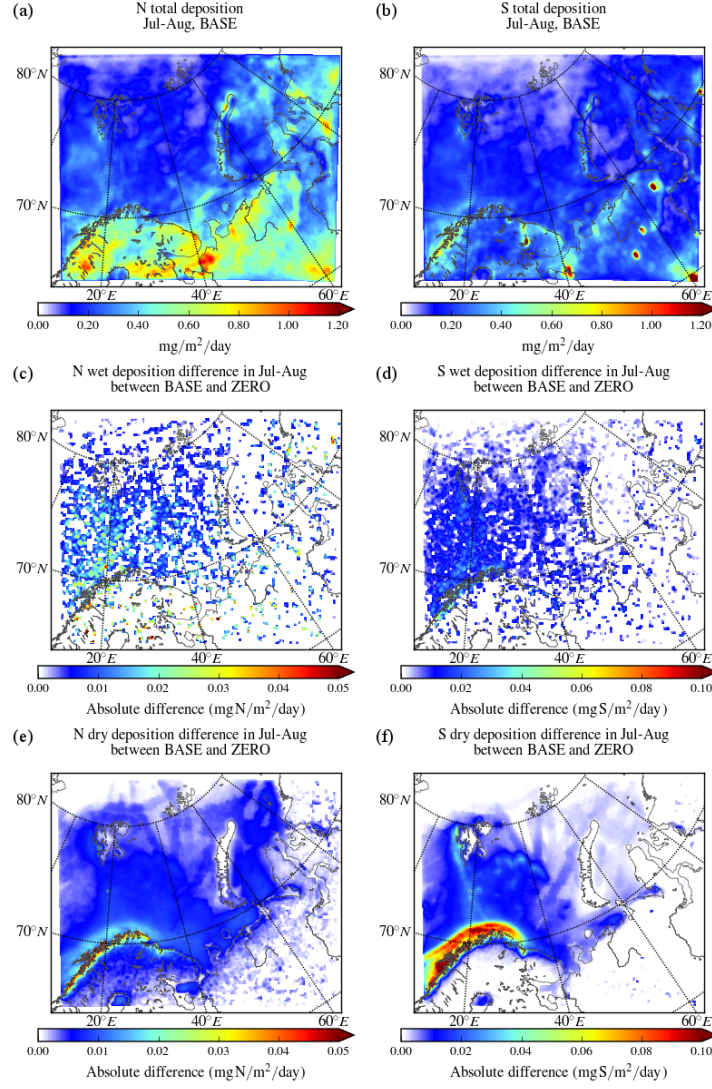 (a) N total deposition (b) S total deposition
Jul-Aug, BASE Jul-Aug, BASE
82°N 82°N
70°N 70°N
20°E 40°E 60°E 20°E 40°E 60°E
0.00 0.20 0.40 0.60 0.80 1.00 1.20 0.00 0.20 0.40 0.60 0.80 1.00 1.20
mg/m²/day mg/m²/day
(c) N wet deposition difference in Jul-Aug (d) S wet deposition difference in Jul-Aug
between BASE and ZERO between BASE and ZERO
80°N 80°N
70°N 70°N
20°E 40°E 60°E 20°E 40°E 60°E
0.00 0.01 0.02 0.03 0.04 0.05 0.00 0.02 0.04 0.06 0.08 0.10
Absolute difference (mg N/m²/day) Absolute difference (mg S/m²/day)
(e) N dry deposition difference in Jul-Aug (f) S dry deposition difference in Jul-Aug
between BASE and ZERO between BASE and ZERO
80°N 80°N
70°N 70°N
20°E 40°E 60°E 20°E 40°E 60°E
0.00 0.01 0.02 0.03 0.04 0.05 0.00 0.02 0.04 0.06 0.08 0.10
Absolute difference (mg N/m²/day) Absolute difference (mg S/m²/day)